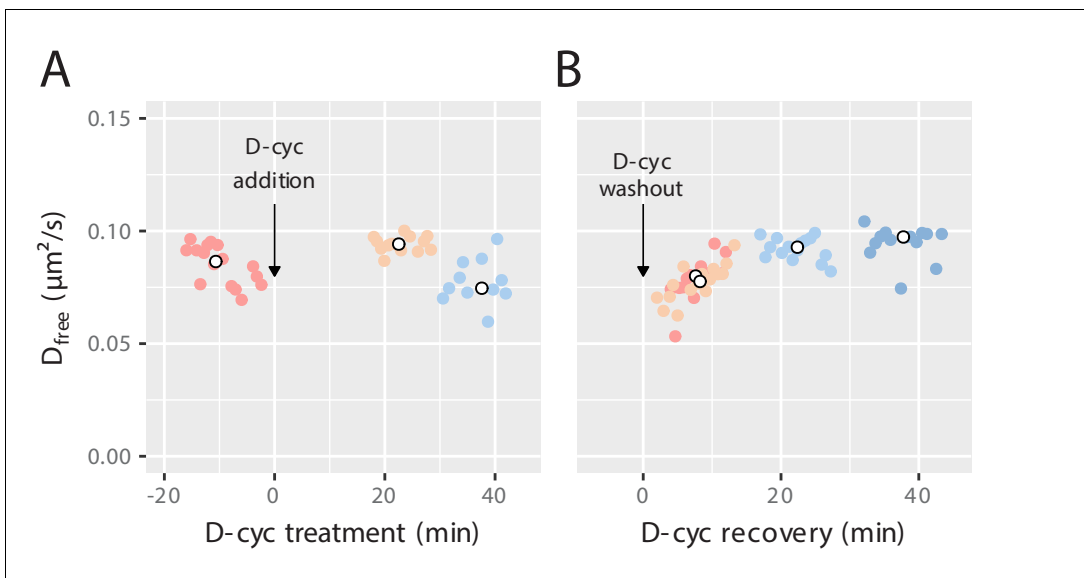 A
B
D-cyc
addition
D-cyc
washout
D_free (μm²/s)
0.15
0.10
0.05
0.00
-20
0
20
40
0
20
40
D-cyc treatment (min)
D-cyc recovery (min)